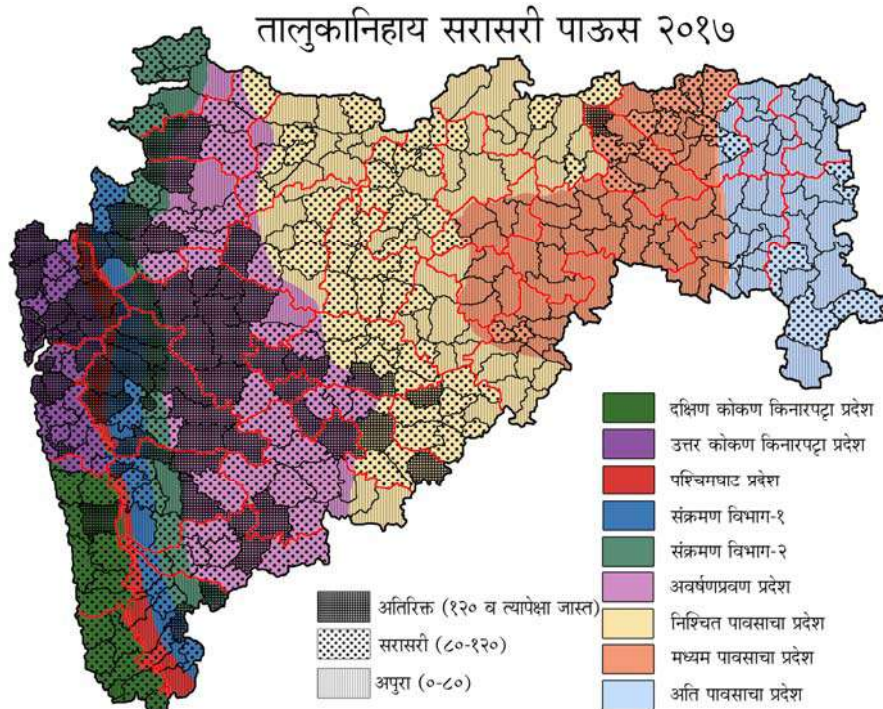 तालुकानिहाय सरासरी पाऊस २०१७
दक्षिण कोकण किनारपट्टा प्रदेश
उत्तर कोकण किनारपट्टा प्रदेश
पश्चिमघाट प्रदेश
संक्रमण विभाग-१
संक्रमण विभाग-२
अवर्षणप्रवण प्रदेश
निश्चित पावसाचा प्रदेश
मध्यम पावसाचा प्रदेश
अति पावसाचा प्रदेश
अतिरिक्त (१२० व त्यापेक्षा जास्त)
सरासरी (८०-१२०)
अपुरा (०-८०)